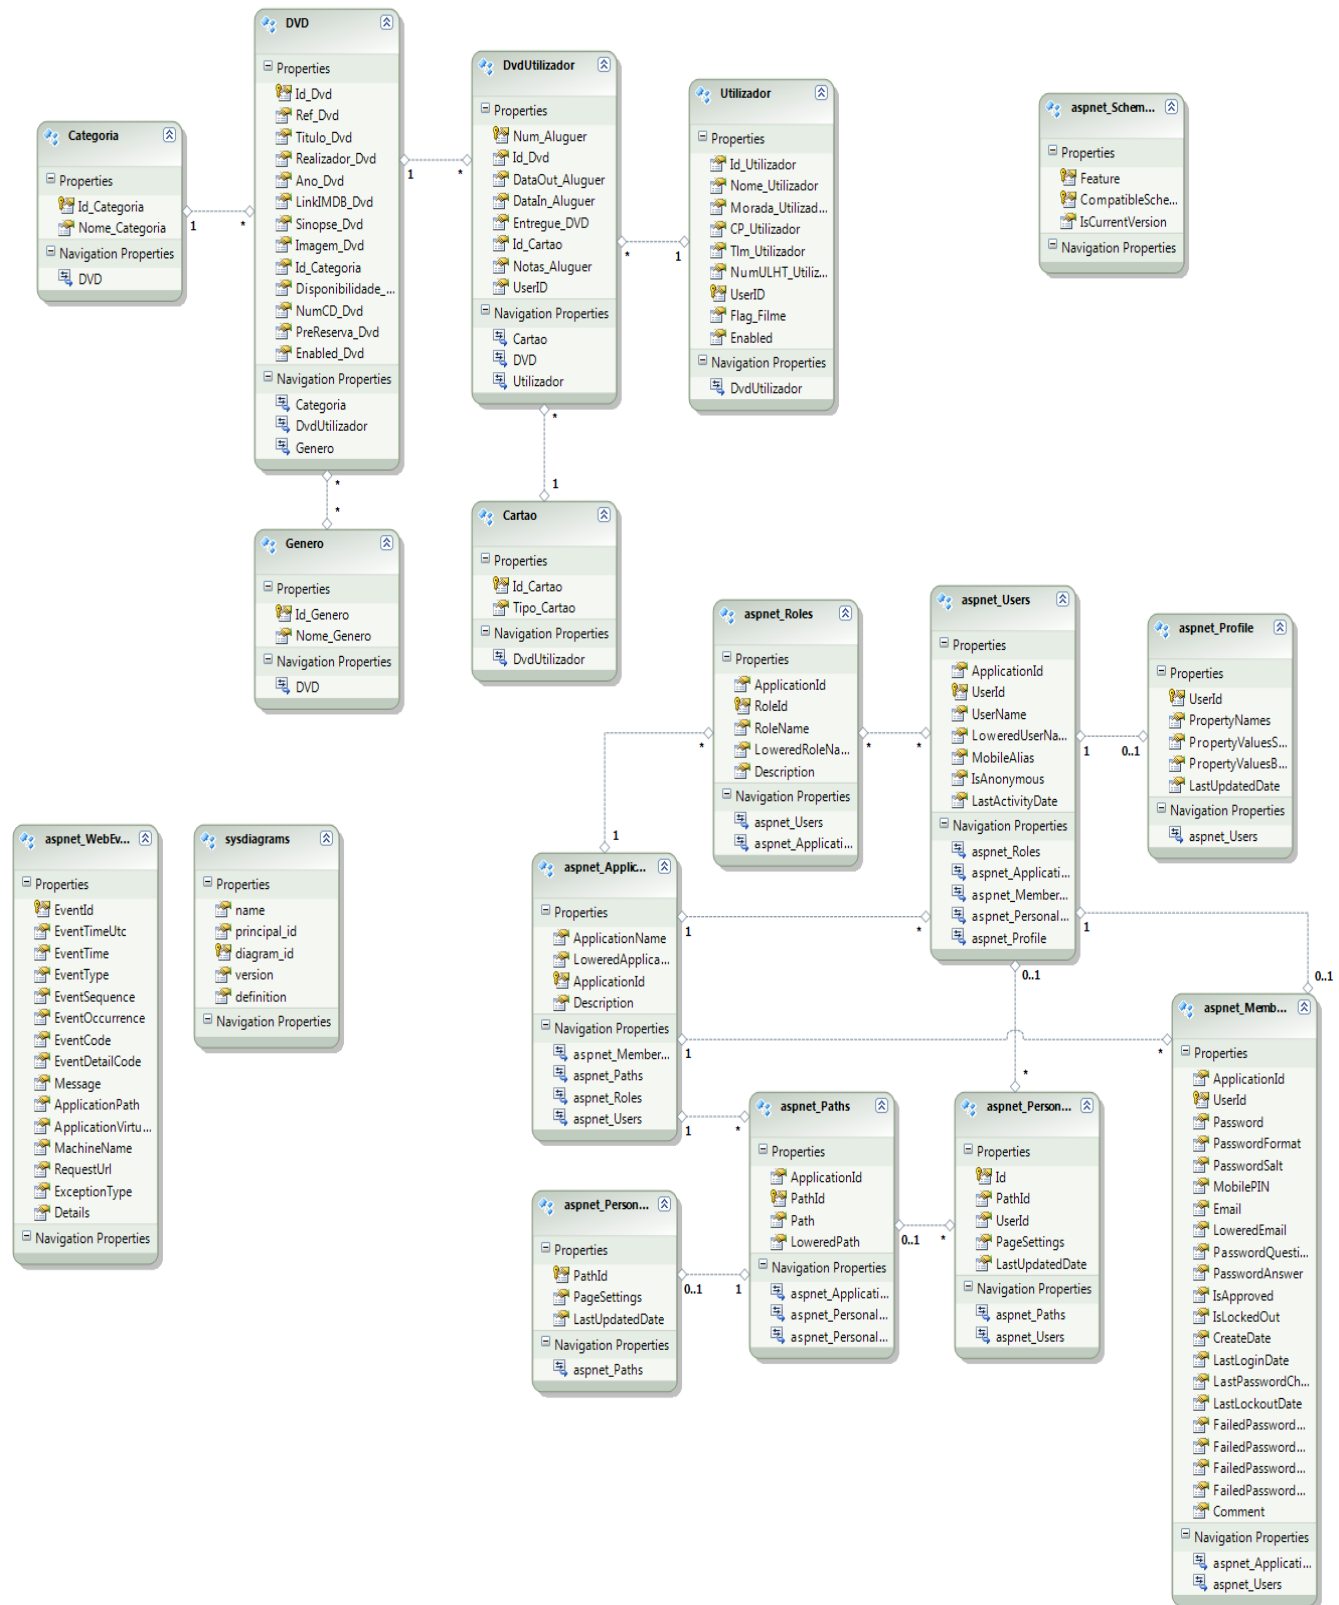 DVD
Properties
Id_Dvd
Ref_Dvd
Titulo_Dvd
Realizador_Dvd
Ano_Dvd
LinkIMDB_Dvd
Sinopse_Dvd
Imagem_Dvd
Id_Categoria
Disponibilidade_...
NumCD_Dvd
PreReserva_Dvd
Enabled_Dvd
Navigation Properties
Categoria
DvdUtilizador
Genero
DvdUtilizador
Properties
Num_Aluguer
Id_Dvd
DataOut_Aluguer
DataIn_Aluguer
Entregue_DVD
Id_Cartao
Notas_Aluguer
UserID
Navigation Properties
Cartao
DVD
Utilizador
Utilizador
Properties
Id_Utilizador
Nome_Utilizador
Morada_Utilizad...
CP_Utilizador
Tlm_Utilizador
NumULHT_Utiliz...
UserID
Flag_Filme
Enabled
Navigation Properties
DvdUtilizador
aspnet_Schem...
Properties
Feature
CompatibleSche...
IsCurrentVersion
Navigation Properties
Categoria
Properties
Id_Categoria
Nome_Categoria
Navigation Properties
DVD
1
*
1
*
*
1
*
*
*
1
Genero
Properties
Id_Genero
Nome_Genero
Navigation Properties
DVD
Cartao
Properties
Id_Cartao
Tipo_Cartao
Navigation Properties
DvdUtilizador
aspnet_Roles
Properties
ApplicationId
RoleId
RoleName
LoweredRoleNa...
Description
Navigation Properties
aspnet_Users
aspnet_Applicati...
aspnet_Users
Properties
ApplicationId
UserId
UserName
LoweredUserNa...
MobileAlias
IsAnonymous
LastActivityDate
Navigation Properties
aspnet_Roles
aspnet_Applicati...
aspnet_Member...
aspnet_Personal...
aspnet_Profile
aspnet_Profile
Properties
UserId
PropertyNames
PropertyValuesS...
PropertyValuesB...
LastUpdatedDate
Navigation Properties
aspnet_Users
*
*
*
1
0..1
1
aspnet_WebEv...
Properties
EventId
EventTimeUtc
EventTime
EventType
EventSequence
EventOccurrence
EventCode
EventDetailCode
Message
ApplicationPath
ApplicationVirtu...
MachineName
RequestUrl
ExceptionType
Details
Navigation Properties
sysdiagrams
Properties
name
principal_id
diagram_id
version
definition
Navigation Properties
aspnet_Applic...
Properties
ApplicationName
LoweredApplica...
ApplicationId
Description
Navigation Properties
aspnet_Member...
aspnet_Paths
aspnet_Roles
aspnet_Users
1
*
1
0..1
0..1
*
1
*
1
*
aspnet_Memb...
Properties
ApplicationId
UserId
Password
PasswordFormat
PasswordSalt
MobilePIN
Email
LoweredEmail
PasswordQuesti...
PasswordAnswer
IsApproved
IsLockedOut
CreateDate
LastLoginDate
LastPasswordCh...
LastLockoutDate
FailedPassword...
FailedPassword...
FailedPassword...
FailedPassword...
Comment
Navigation Properties
aspnet_Applicati...
aspnet_Users
aspnet_Paths
Properties
ApplicationId
PathId
Path
LoweredPath
Navigation Properties
aspnet_Applicati...
aspnet_Personal...
aspnet_Personal...
aspnet_Person...
Properties
Id
PathId
UserId
PageSettings
LastUpdatedDate
Navigation Properties
aspnet_Paths
aspnet_Users
0..1
*
aspnet_Person...
Properties
PathId
PageSettings
LastUpdatedDate
Navigation Properties
aspnet_Paths
0..1
1